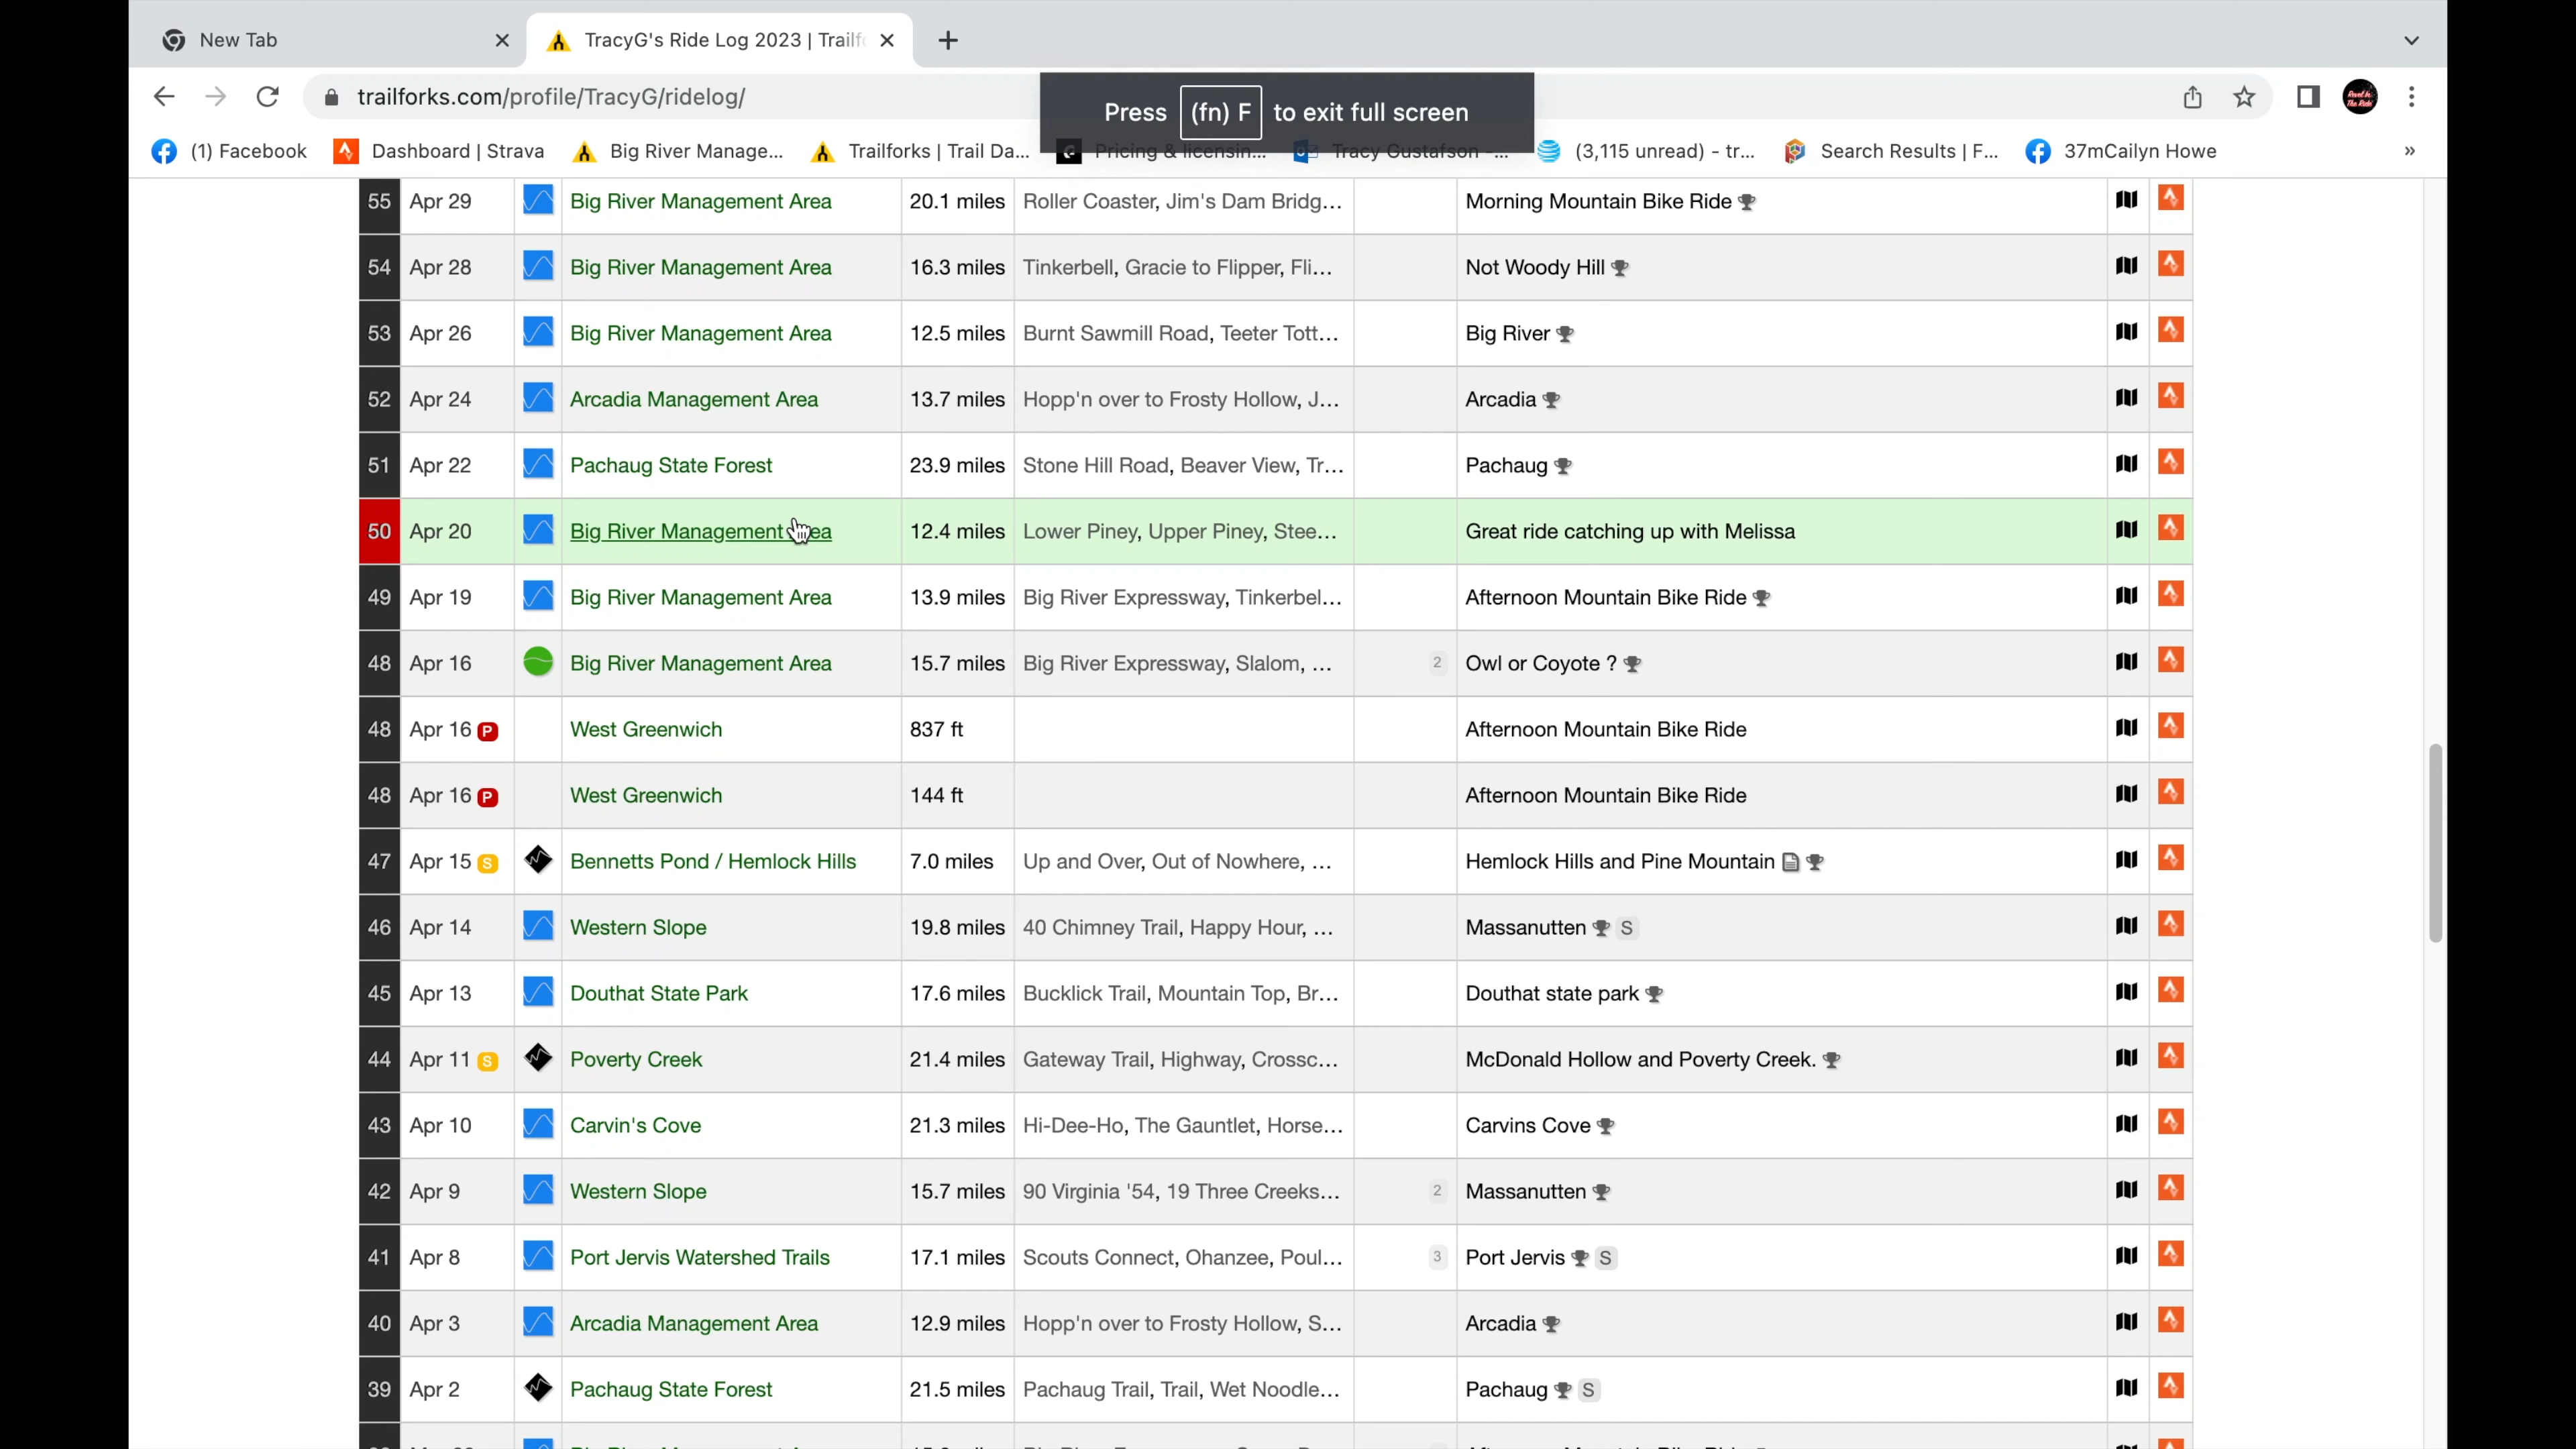 New Tab
TracyG's Ride Log 2023 | Trailf
trailforks.com/profile/TracyG/ridelog/
Press (fn) F to exit full screen
(1) Facebook Dashboard | Strava Big River Manage... Trailforks | Trail Da... Pricing & licensin... Tracy Gustafson -... (3,115 unread) - tr... Search Results | F... 37mCailyn Howe »
55 Apr 29 Big River Management Area 20.1 miles Roller Coaster, Jim's Dam Bridg... Morning Mountain Bike Ride
54 Apr 28 Big River Management Area 16.3 miles Tinkerbell, Gracie to Flipper, Fli... Not Woody Hill
53 Apr 26 Big River Management Area 12.5 miles Burnt Sawmill Road, Teeter Tott... Big River
52 Apr 24 Arcadia Management Area 13.7 miles Hopp'n over to Frosty Hollow, J... Arcadia
51 Apr 22 Pachaug State Forest 23.9 miles Stone Hill Road, Beaver View, Tr... Pachaug
50 Apr 20 Big River Management Area 12.4 miles Lower Piney, Upper Piney, Stee... Great ride catching up with Melissa
49 Apr 19 Big River Management Area 13.9 miles Big River Expressway, Tinkerbel... Afternoon Mountain Bike Ride
48 Apr 16 Big River Management Area 15.7 miles Big River Expressway, Slalom, ... 2 Owl or Coyote ?
48 Apr 16 P West Greenwich 837 ft Afternoon Mountain Bike Ride
48 Apr 16 P West Greenwich 144 ft Afternoon Mountain Bike Ride
47 Apr 15 S Bennetts Pond / Hemlock Hills 7.0 miles Up and Over, Out of Nowhere, ... Hemlock Hills and Pine Mountain
46 Apr 14 Western Slope 19.8 miles 40 Chimney Trail, Happy Hour, ... Massanutten S
45 Apr 13 Douthat State Park 17.6 miles Bucklick Trail, Mountain Top, Br... Douthat state park
44 Apr 11 S Poverty Creek 21.4 miles Gateway Trail, Highway, Crossc... McDonald Hollow and Poverty Creek.
43 Apr 10 Carvin's Cove 21.3 miles Hi-Dee-Ho, The Gauntlet, Horse... Carvins Cove
42 Apr 9 Western Slope 15.7 miles 90 Virginia '54, 19 Three Creeks... 2 Massanutten
41 Apr 8 Port Jervis Watershed Trails 17.1 miles Scouts Connect, Ohanzee, Poul... 3 Port Jervis S
40 Apr 3 Arcadia Management Area 12.9 miles Hopp'n over to Frosty Hollow, S... Arcadia
39 Apr 2 Pachaug State Forest 21.5 miles Pachaug Trail, Trail, Wet Noodle... Pachaug S